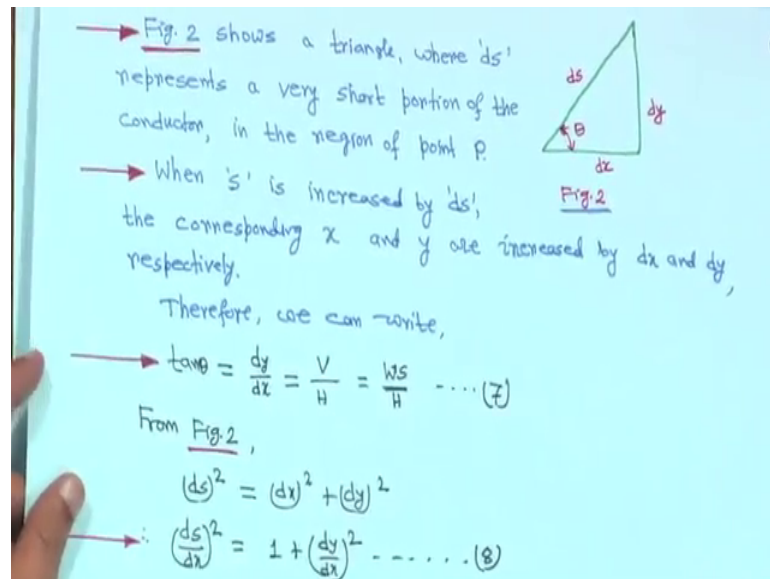 Fig. 2 shows a triangle, where 'ds'
represents a very short portion of the
conductor, in the region of point P.
When 's' is increased by 'ds',
the corresponding x and y are increased by dx and dy,
respectively.
Therefore, we can write,
tanθ = dy/dx = V/H = WS/H ---- (7)
From Fig. 2,
(ds)² = (dx)² + (dy)²
∴ (ds/dx)² = 1 + (dy/dx)² ------ (8)
ds
dy
θ
dx
Fig. 2